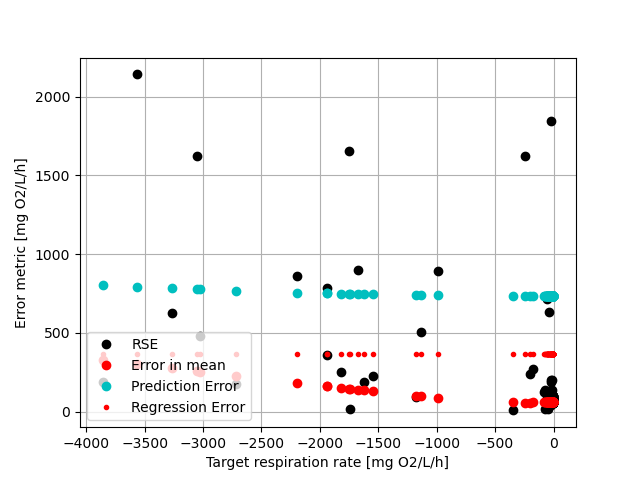 2000
1500
1000
500
0
Error metric [mg O2/L/h]
RSE
Error in mean
Prediction Error
Regression Error
−4000 −3500 −3000 −2500 −2000 −1500 −1000 −500 0
Target respiration rate [mg O2/L/h]